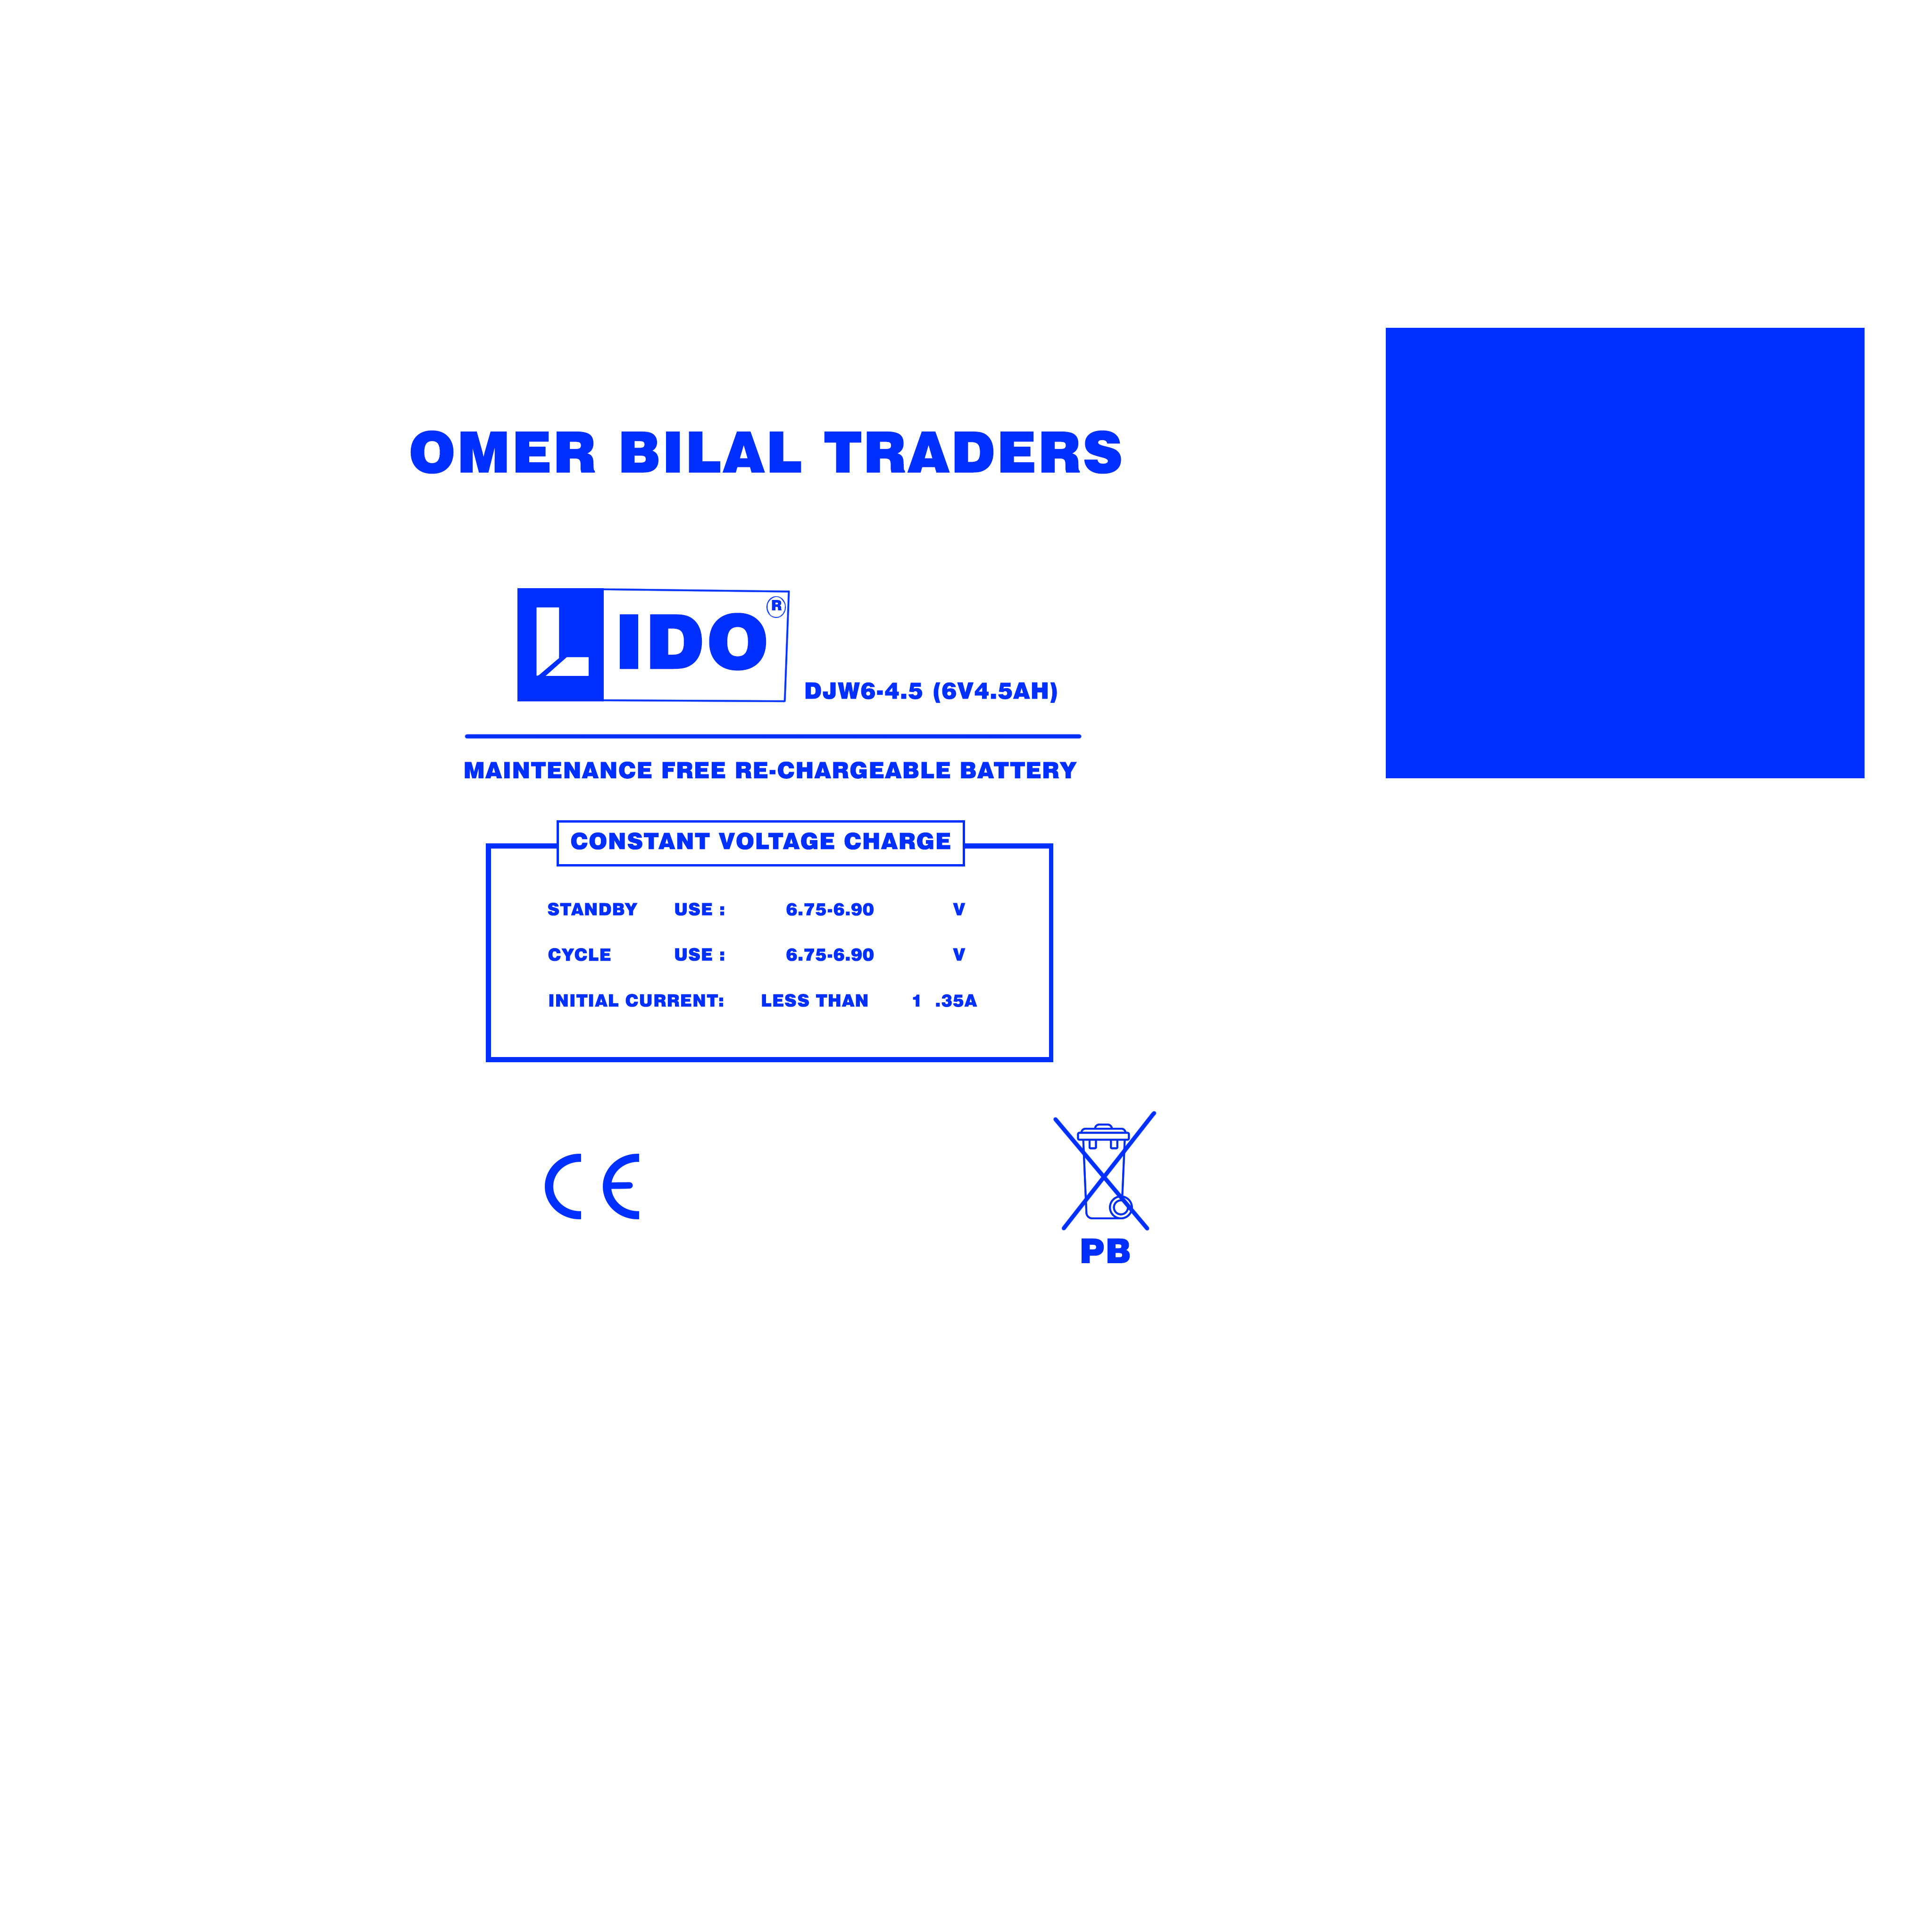 OMER BILAL TRADERS
LIDO®
DJW6-4.5 (6V4.5AH)
MAINTENANCE FREE RE-CHARGEABLE BATTERY
CONSTANT VOLTAGE CHARGE
STANDBY USE : 6.75-6.90 V
CYCLE USE : 6.75-6.90 V
INITIAL CURRENT: LESS THAN 1 .35A
CE
PB